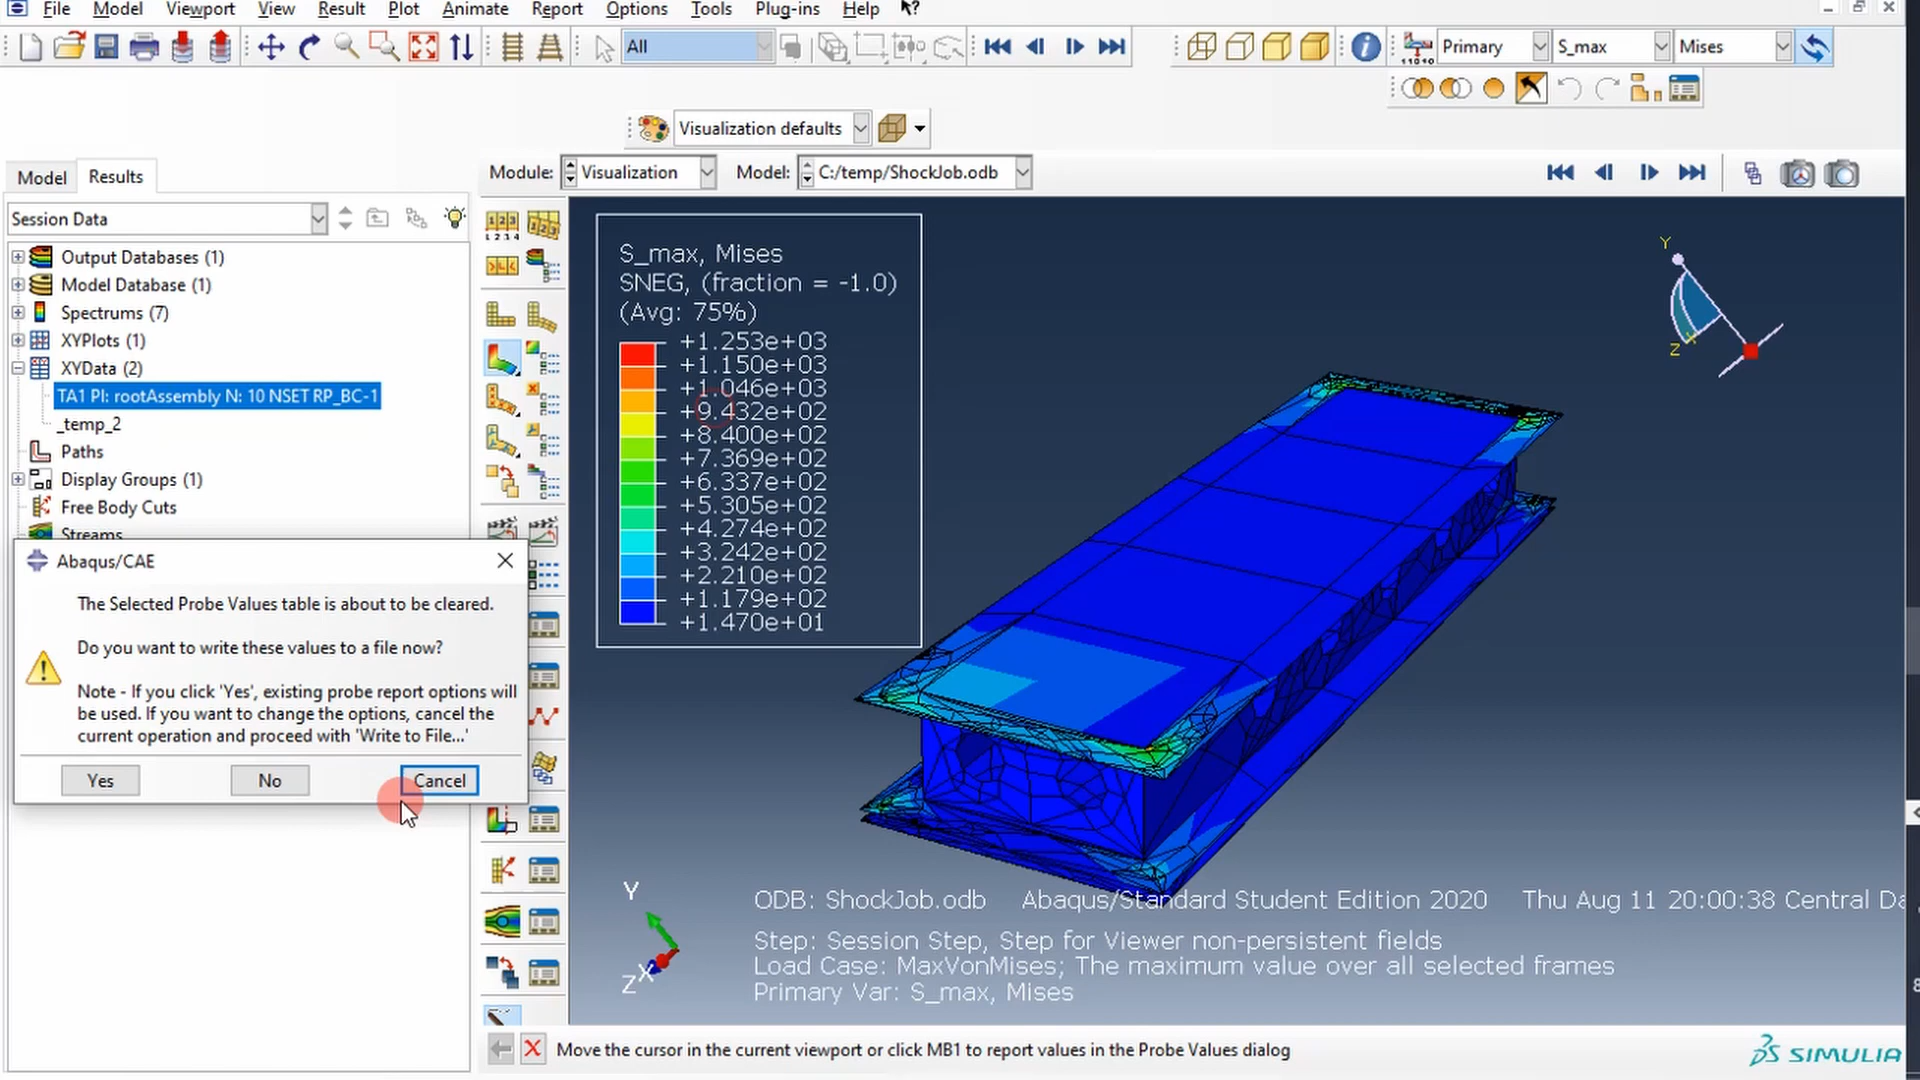 File Model Viewport View Result Plot Animate Report Options Tools Plug-ins Help
All
Primary S_max Mises
Visualization defaults
Model Results
Module: Visualization Model: C:/temp/ShockJob.odb
Session Data
Output Databases (1)
Model Database (1)
Spectrums (7)
XYPlots (1)
XYData (2)
TA1 PI: rootAssembly N: 10 NSET RP_BC-1
_temp_2
Paths
Display Groups (1)
Free Body Cuts
Streams
Abaqus/CAE
The Selected Probe Values table is about to be cleared.
Do you want to write these values to a file now?
Note - If you click 'Yes', existing probe report options will
be used. If you want to change the options, cancel the
current operation and proceed with 'Write to File...'
Yes No Cancel
S_max, Mises
SNEG, (fraction = -1.0)
(Avg: 75%)
+1.253e+03
+1.150e+03
+1.046e+03
+9.432e+02
+8.400e+02
+7.369e+02
+6.337e+02
+5.305e+02
+4.274e+02
+3.242e+02
+2.210e+02
+1.179e+02
+1.470e+01
Y
Z
X
Y
Z
X
ODB: ShockJob.odb Abaqus/Standard Student Edition 2020 Thu Aug 11 20:00:38 Central Da
Step: Session Step, Step for Viewer non-persistent fields
Load Case: MaxVonMises; The maximum value over all selected frames
Primary Var: S_max, Mises
Move the cursor in the current viewport or click MB1 to report values in the Probe Values dialog
SIMULIA